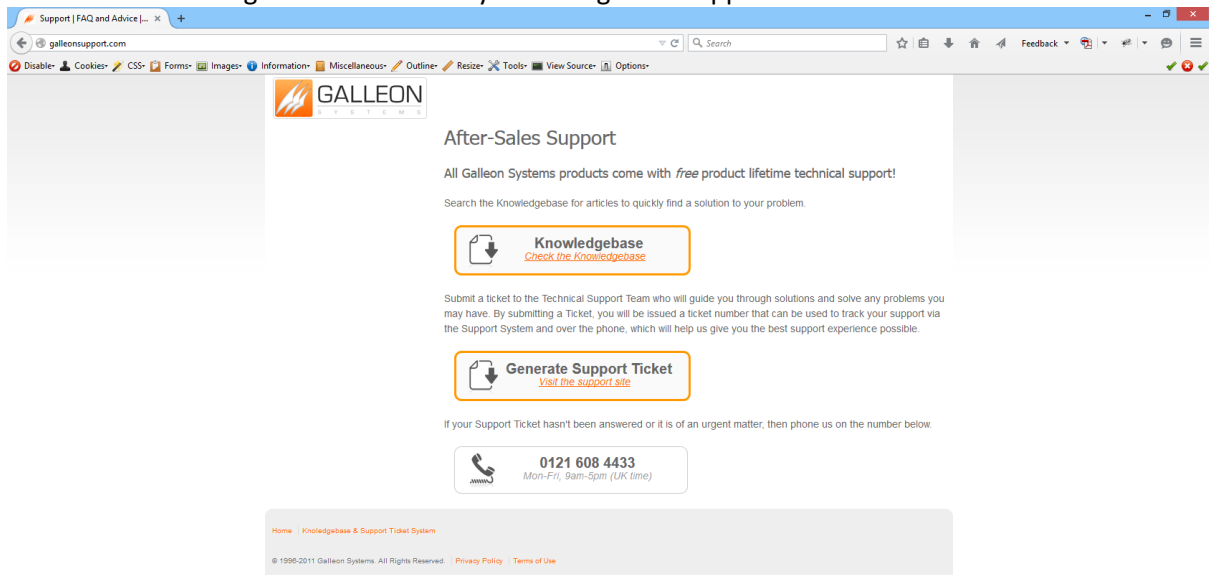 Support | FAQ and Advice |...
galleonsupport.com
Search
Feedback
Disable Cookies CSS Forms Images Information Miscellaneous Outline Resize Tools View Source Options
GALLEON
SYSTEMS
After-Sales Support
All Galleon Systems products come with free product lifetime technical support!
Search the Knowledgebase for articles to quickly find a solution to your problem.
Knowledgebase
Check the Knowledgebase
Submit a ticket to the Technical Support Team who will guide you through solutions and solve any problems you
may have. By submitting a Ticket, you will be issued a ticket number that can be used to track your support via
the Support System and over the phone, which will help us give you the best support experience possible.
Generate Support Ticket
Visit the support site
If your Support Ticket hasn't been answered or it is of an urgent matter, then phone us on the number below.
0121 608 4433
Mon-Fri, 9am-5pm (UK time)
Home Knoledgebase & Support Ticket System.
© 1996-2011 Galleon Systems. All Rights Reserved. Privacy Policy Terms of Use